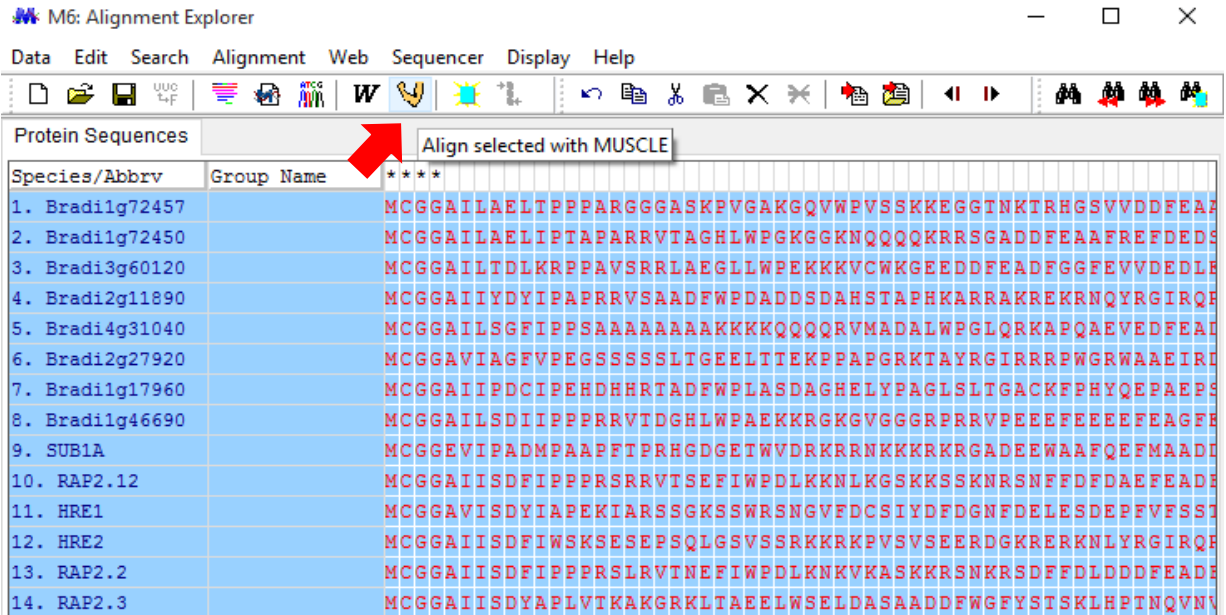 M6: Alignment Explorer
Data Edit Search Alignment Web Sequencer Display Help
W
Align selected with MUSCLE
Protein Sequences
Species/Abbrv Group Name * * * *
1. Bradi1g72457 MCGGAILAELTPPPARGGGASKPVGAKGQVWPVSSKKEGGTNKTRHGSVVDDFEAA
2. Bradi1g72450 MCGGAILAELIPTAPARRVTAGHLWPGKGGKNQQQQKRRSGADDFEAAFREFDEDS
3. Bradi3g60120 MCGGAILTDLKRPPAVSRRLAEGLLWPEKKKVCWKGEEDDFEADFGGFEVVDEDLE
4. Bradi2g11890 MCGGAIIYDYIPAPRRVSAADFWPDADDSDAHSTAPHKARRAKREKRNQYRGIRQR
5. Bradi4g31040 MCGGAILSGFIPPSAAAAAAAAKKKKQQQQRVMADALWPGLQRKAPQAEVEDFEAD
6. Bradi2g27920 MCGGAVIAGFVPEGSSSSSLTGEELTTEKPPAPGRKTAYRGIRRRPWGRWAAEIRD
7. Bradi1g17960 MCGGAIIPDCIPEHDHHRTADFWPLASDAGHELYPAGLSLTGACKFPHYQEPAEPS
8. Bradi1g46690 MCGGAILSDIIPPPRRVTDGHLWPAEKKRGKGVGGGRPRRVPEEEFEEEEFEAGFE
9. SUB1A MCGGEVIPADMPAAPFTPRHGDGETWVDRKRRNKKKRKRGADEEWAAFQEFMAADD
10. RAP2.12 MCGGAIISDFIPPPRSRRVTSEFIWPDLKKNLKGSKKSSKNRSNFFDFDAEFEADF
11. HRE1 MCGGAVISDYIAPEKIARSSGKSSWRSNGVFDCSIYDFDGNFDELESDEPFVFSST
12. HRE2 MCGGAIISDFIWSKSESEPSQLGSVSSRKKRKPVSVSEERDGKRERKNLYRGIRQR
13. RAP2.2 MCGGAIISDFIPPPRSLRVTNEFIWPDLKNKVKASKKRSNKRSDFFDLDDDFEADF
14. RAP2.3 MCGGAIISDYAPLVTKAKGRKLTAEELWSELDASAADDFWGFYSTSKLHPTNQVNV